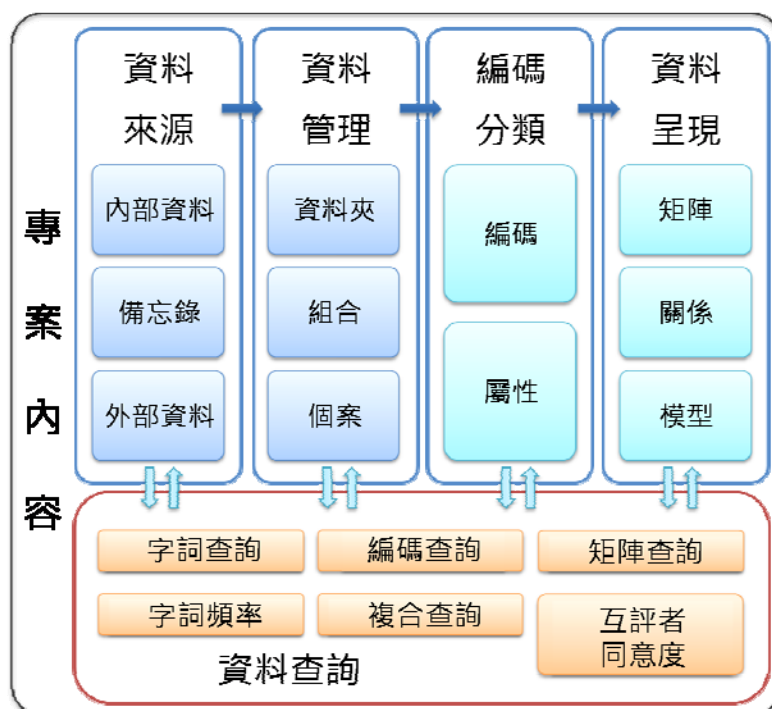 專案內容
資料
來源
內部資料
備忘錄
外部資料
資料
管理
資料夾
組合
個案
編碼
分類
編碼
屬性
資料
呈現
矩陣
關係
模型
字詞查詢
編碼查詢
矩陣查詢
字詞頻率
複合查詢
互評者
同意度
資料查詢